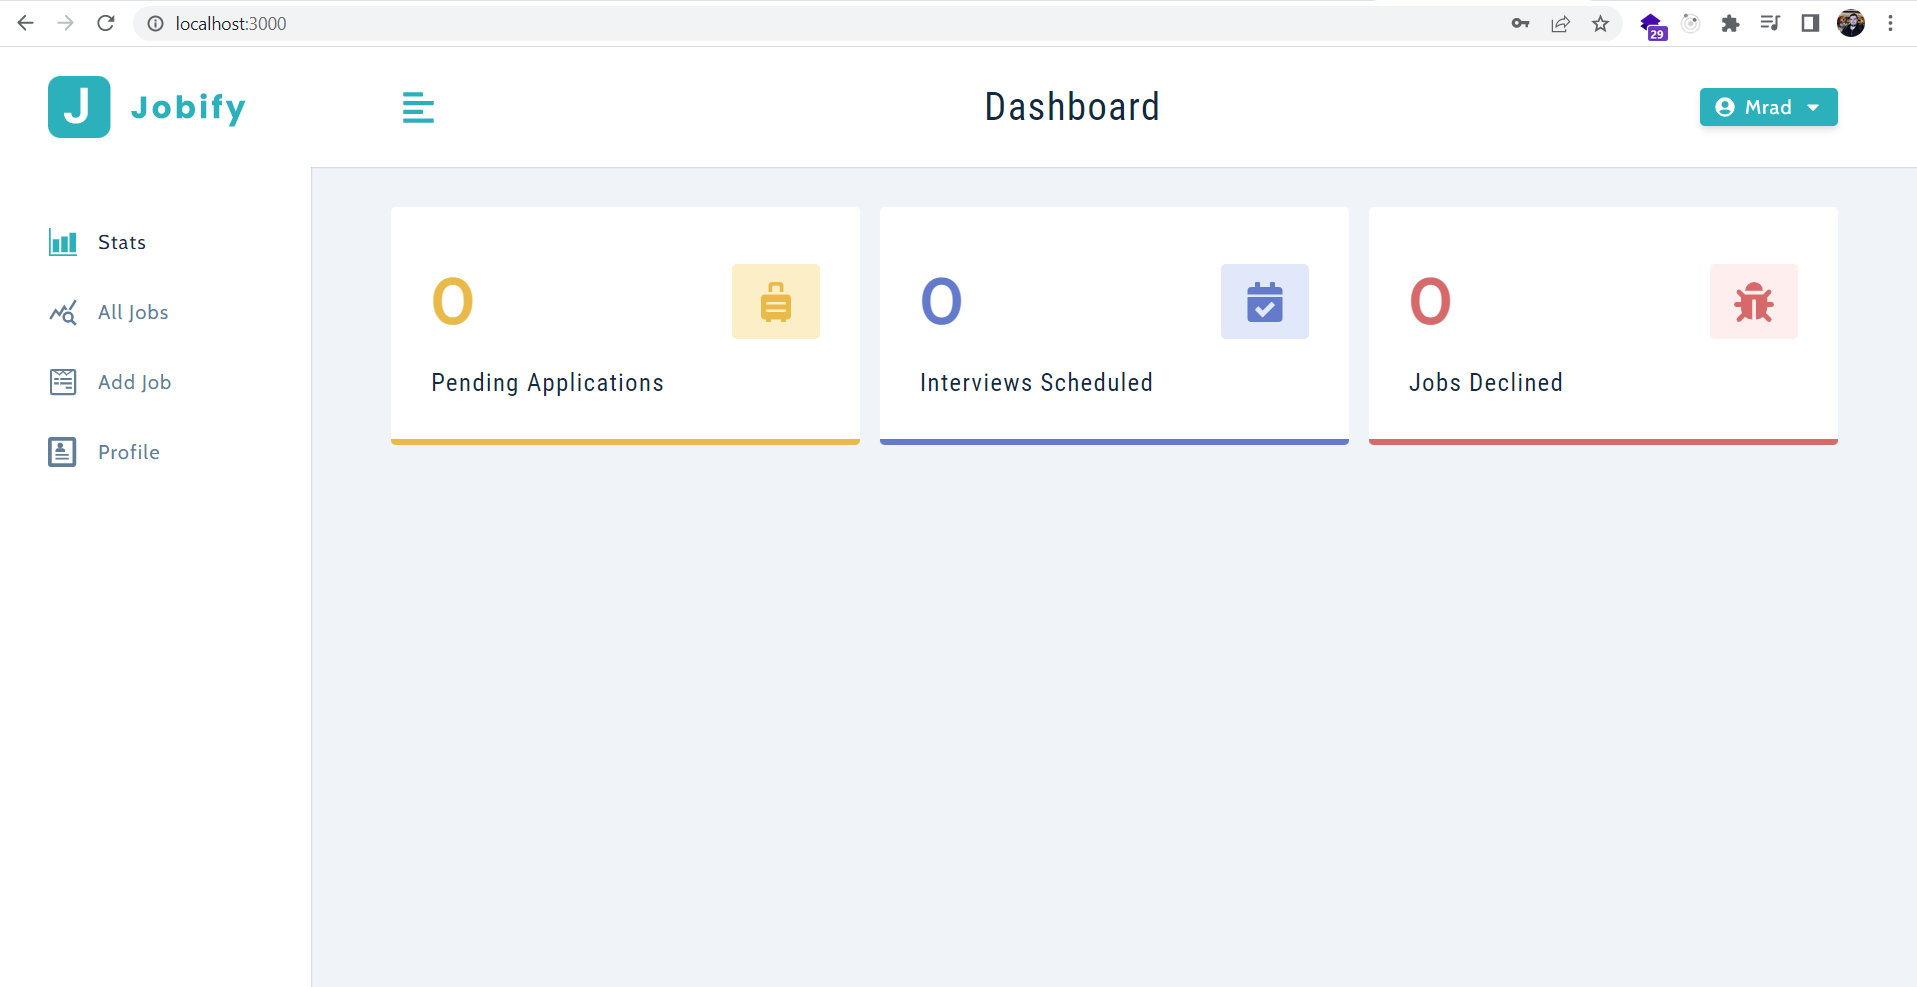 localhost:3000
29
J Jobify
Dashboard
Mrad
Stats
All Jobs
Add Job
Profile
0
Pending Applications
0
Interviews Scheduled
0
Jobs Declined